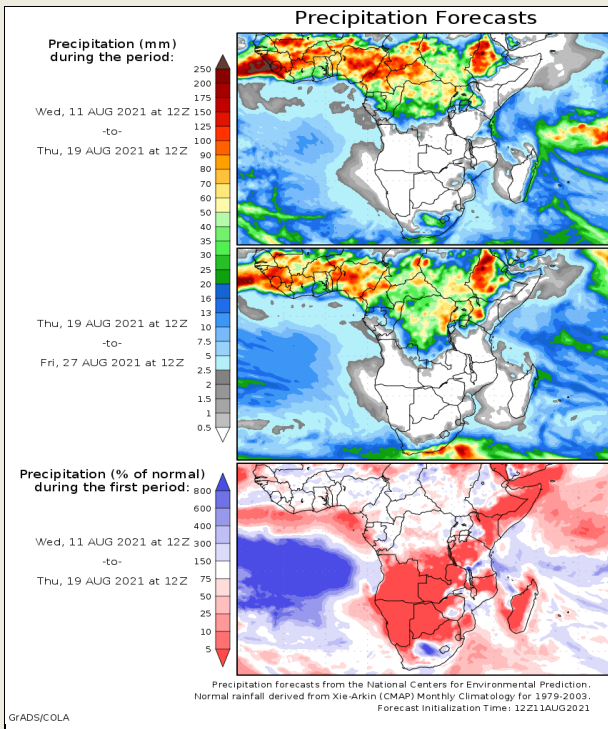 Precipitation Forecasts
Precipitation (mm)
during the period:
Wed, 11 AUG 2021 at 12Z
-to-
Thu, 19 AUG 2021 at 12Z
250
200
175
150
125
100
90
80
70
60
50
40
35
30
25
20
16
13
10
7.5
5
2.5
2
1.5
1
0.5
Thu, 19 AUG 2021 at 12Z
-to-
Fri, 27 AUG 2021 at 12Z
Precipitation (% of normal)
during the first period:
Wed, 11 AUG 2021 at 12Z
-to-
Thu, 19 AUG 2021 at 12Z
800
600
400
300
150
75
50
25
10
5
Precipitation forecasts from the National Centers for Environmental Prediction.
Normal rainfall derived from Xie-Arkin (CMAP) Monthly Climatology for 1979-2003.
Forecast Initialization Time: 12Z11AUG2021
GrADS/COLA